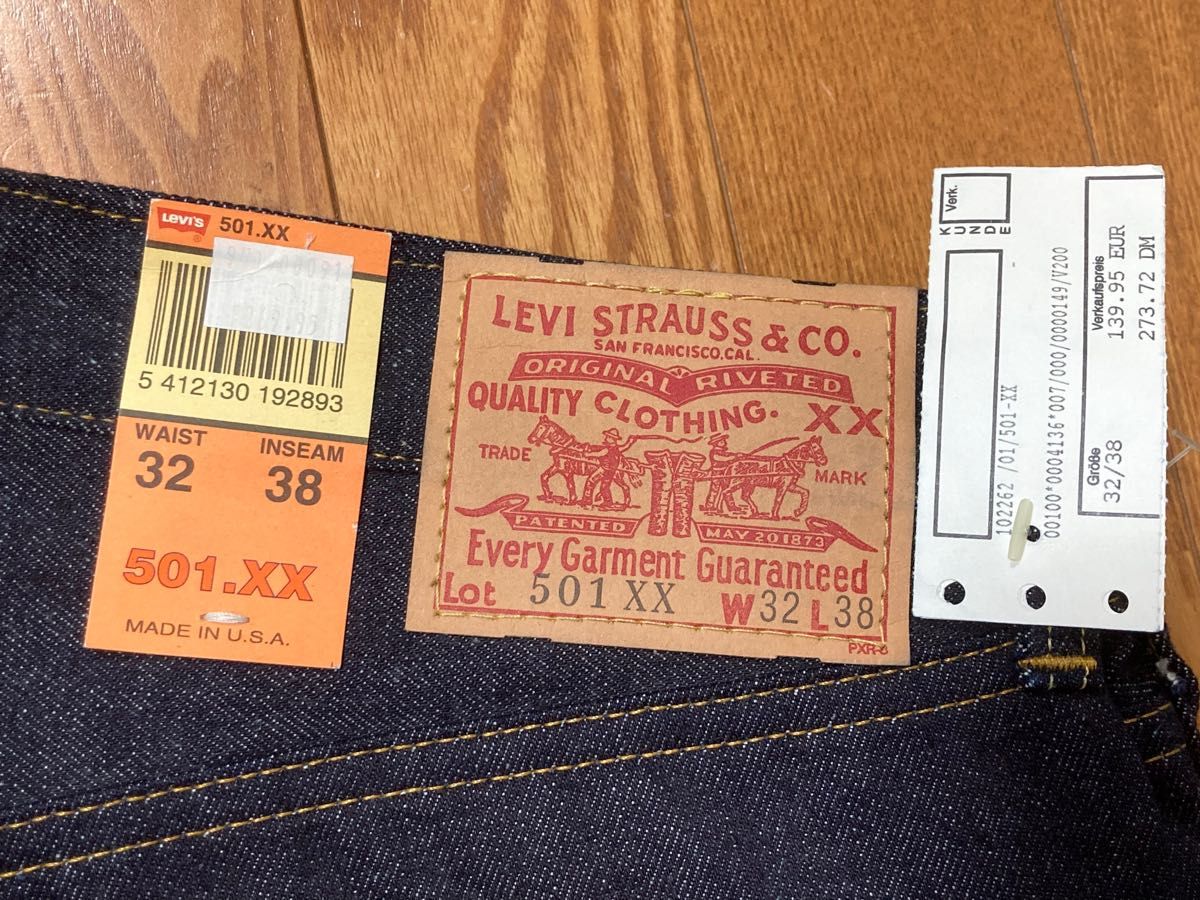 LEVI'S 501.XX
5 412130 192893
WAIST INSEAM
32 38
501.XX
MADE IN U.S.A.
LEVI STRAUSS & CO.
SAN FRANCISCO.CAL.
ORIGINAL RIVETED
QUALITY CLOTHING. XX
TRADE MARK
PATENTED MAY 20 1873
Every Garment Guaranteed
Lot 501 XX W32 L38
PXR-6
KUNDE
Verk.
102262 /01/501-XX
00100*0004136*007/000/000149/V200
Größe
32/38
Verkaufspreis
139.95 EUR
273.72 DM